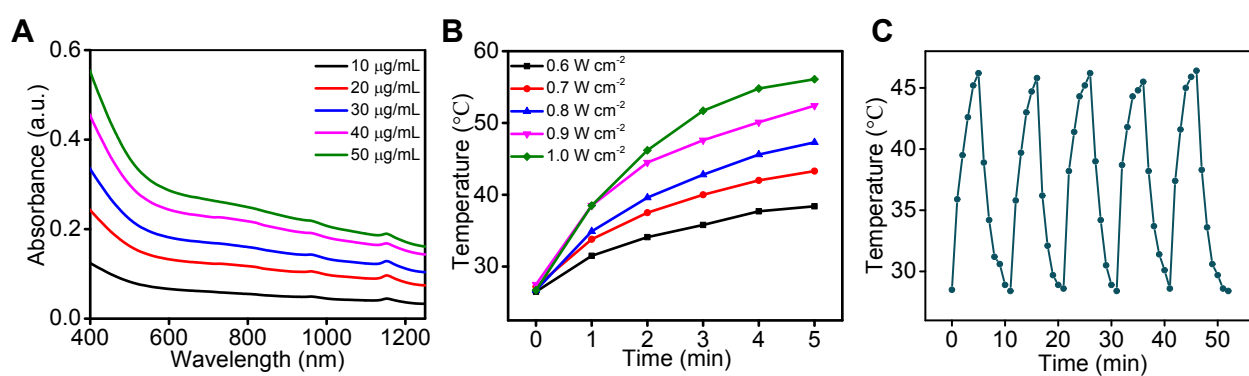 A
Absorbance (a.u.)
0.6
0.4
0.2
0.0
10 μg/mL
20 μg/mL
30 μg/mL
40 μg/mL
50 μg/mL
400 600 800 1000 1200
Wavelength (nm)
B
Temperature (°C)
60
50
40
30
0.6 W cm-2
0.7 W cm-2
0.8 W cm-2
0.9 W cm-2
1.0 W cm-2
0 1 2 3 4 5
Time (min)
C
Temperature (°C)
45
40
35
30
0 10 20 30 40 50
Time (min)